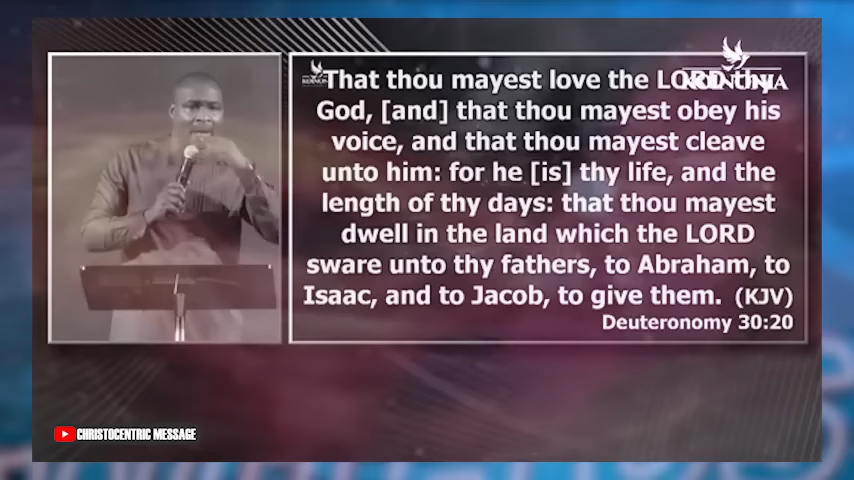 That thou mayest love the LORD thy
God, [and] that thou mayest obey his
voice, and that thou mayest cleave
unto him: for he [is] thy life, and the
length of thy days: that thou mayest
dwell in the land which the LORD
sware unto thy fathers, to Abraham, to
Isaac, and to Jacob, to give them. (KJV)
Deuteronomy 30:20
KOINONIA
CHRISTOCENTRIC MESSAGE